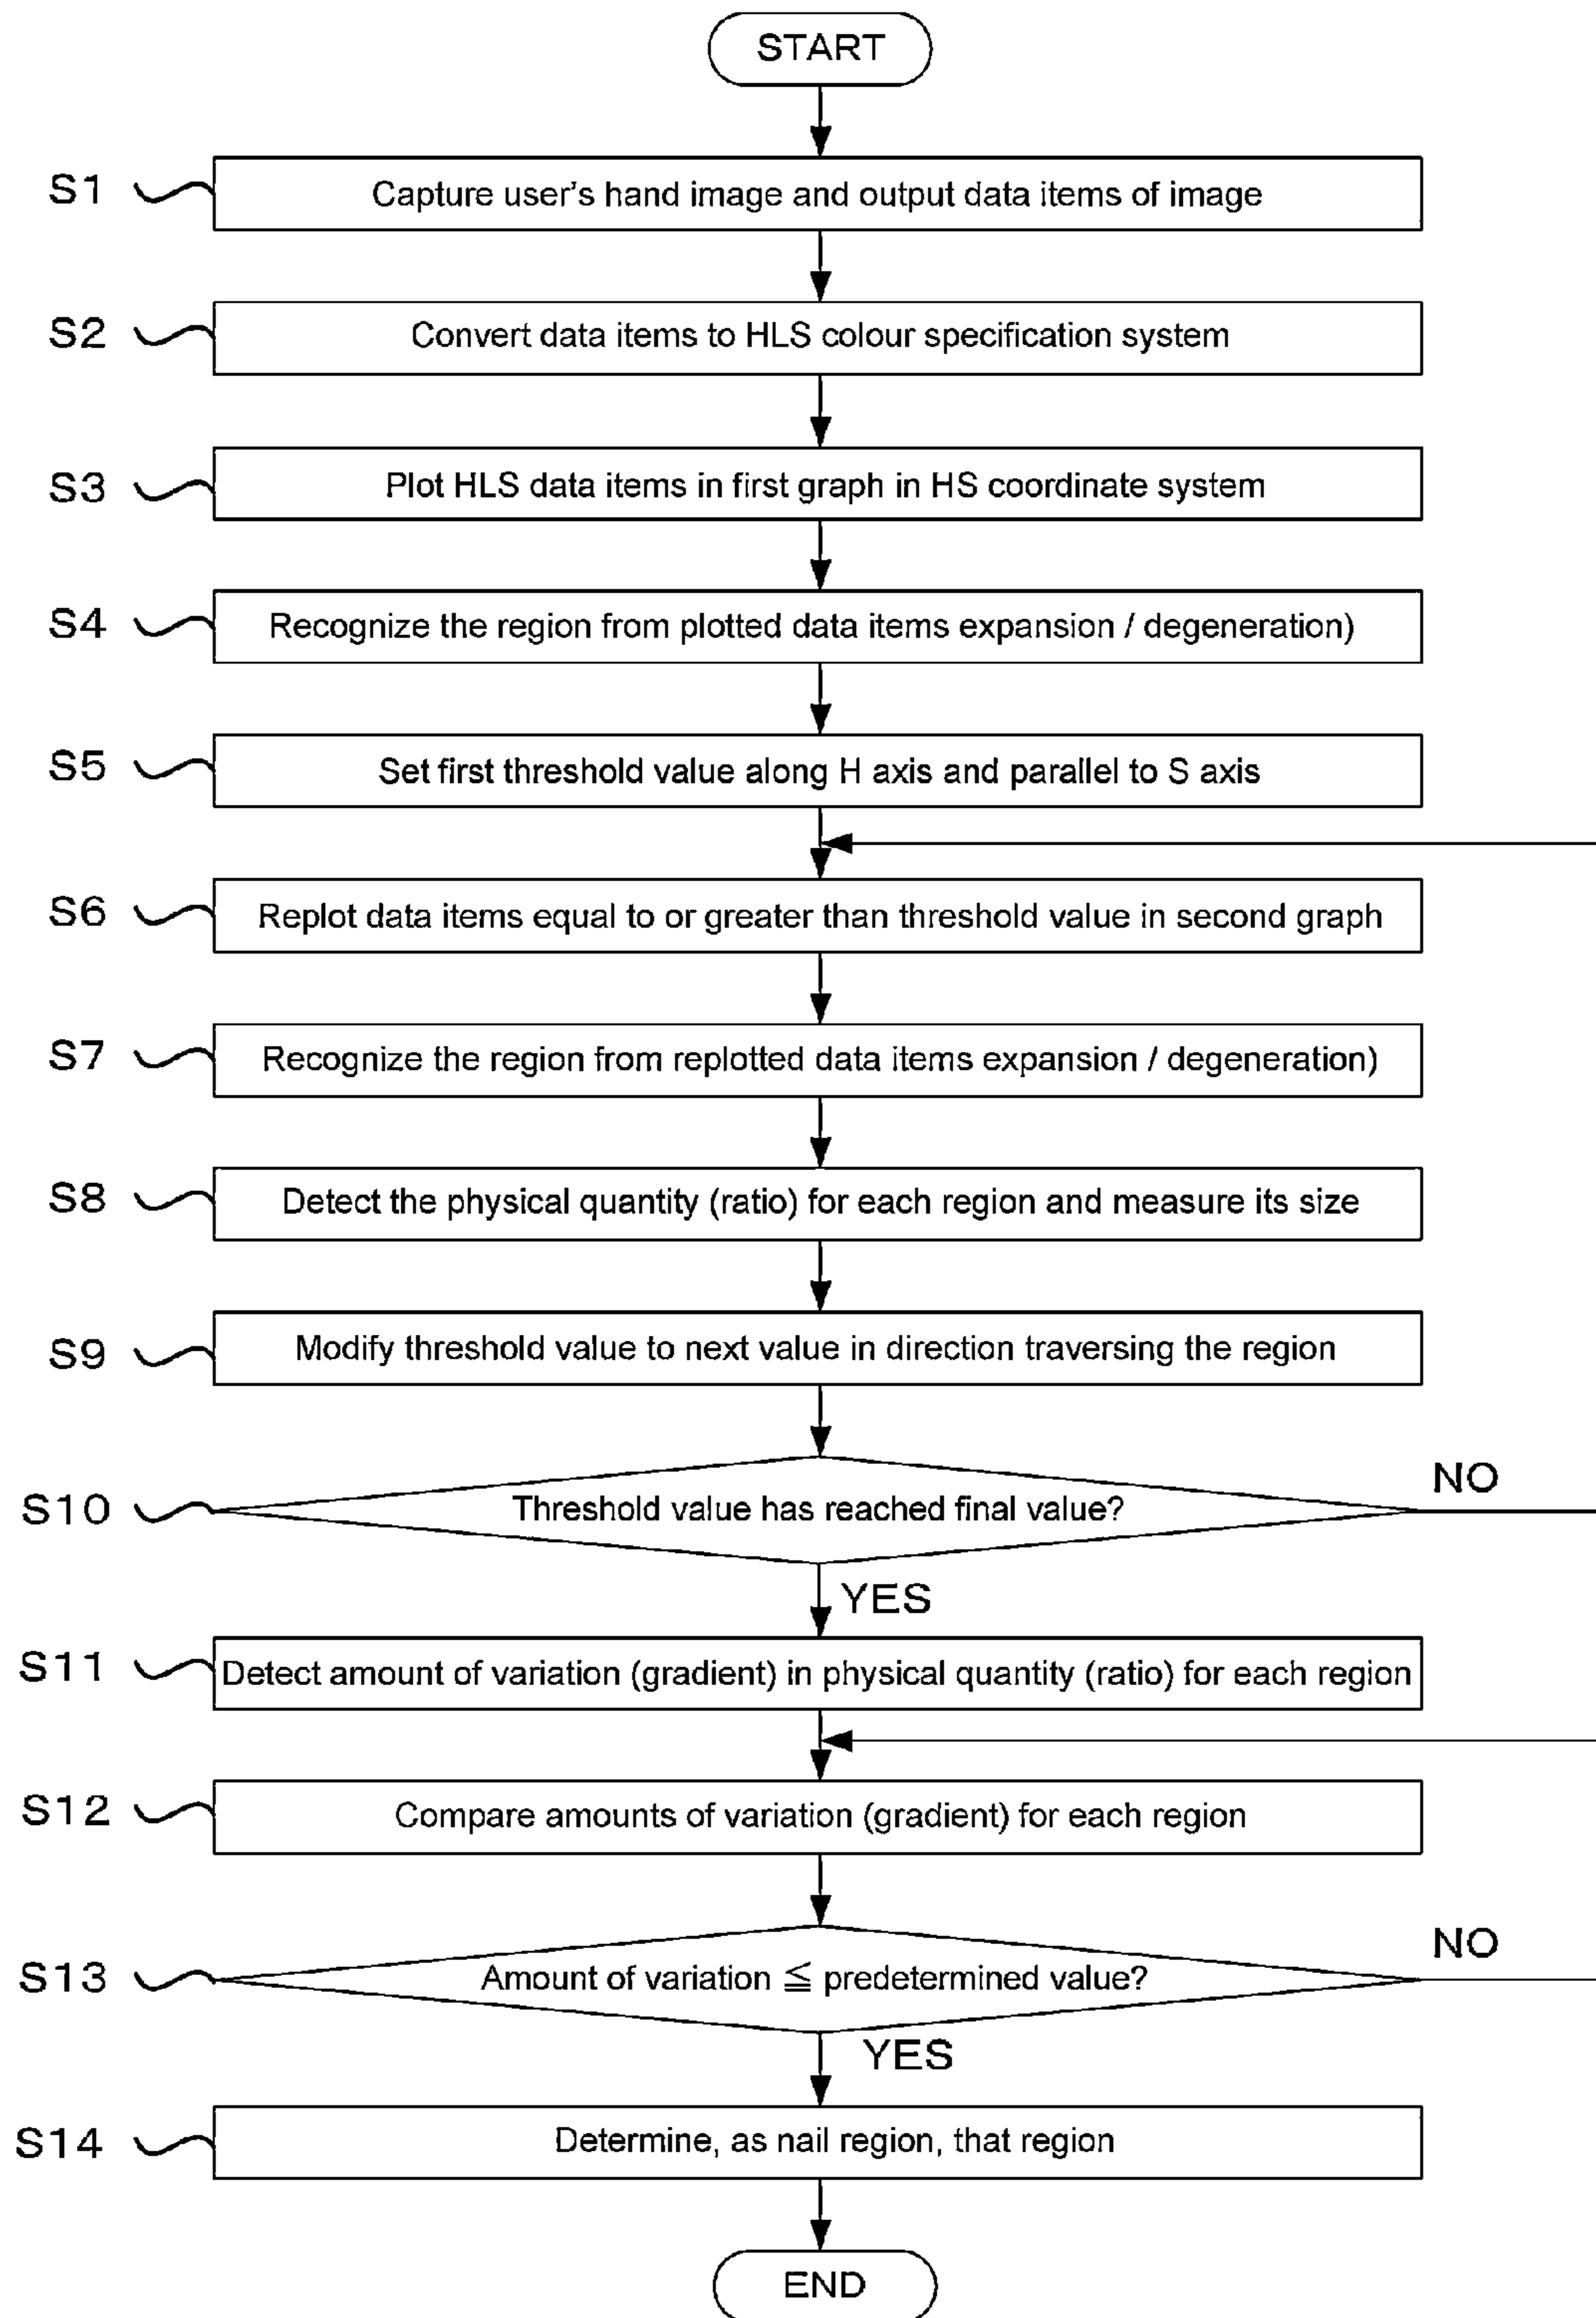 START
S1 Capture user's hand image and output data items of image
S2 Convert data items to HLS colour specification system
S3 Plot HLS data items in first graph in HS coordinate system
S4 Recognize the region from plotted data items expansion / degeneration)
S5 Set first threshold value along H axis and parallel to S axis
S6 Replot data items equal to or greater than threshold value in second graph
S7 Recognize the region from replotted data items expansion / degeneration)
S8 Detect the physical quantity (ratio) for each region and measure its size
S9 Modify threshold value to next value in direction traversing the region
S10 Threshold value has reached final value? NO
YES
S11 Detect amount of variation (gradient) in physical quantity (ratio) for each region
S12 Compare amounts of variation (gradient) for each region
S13 Amount of variation ≦ predetermined value? NO
YES
S14 Determine, as nail region, that region
END